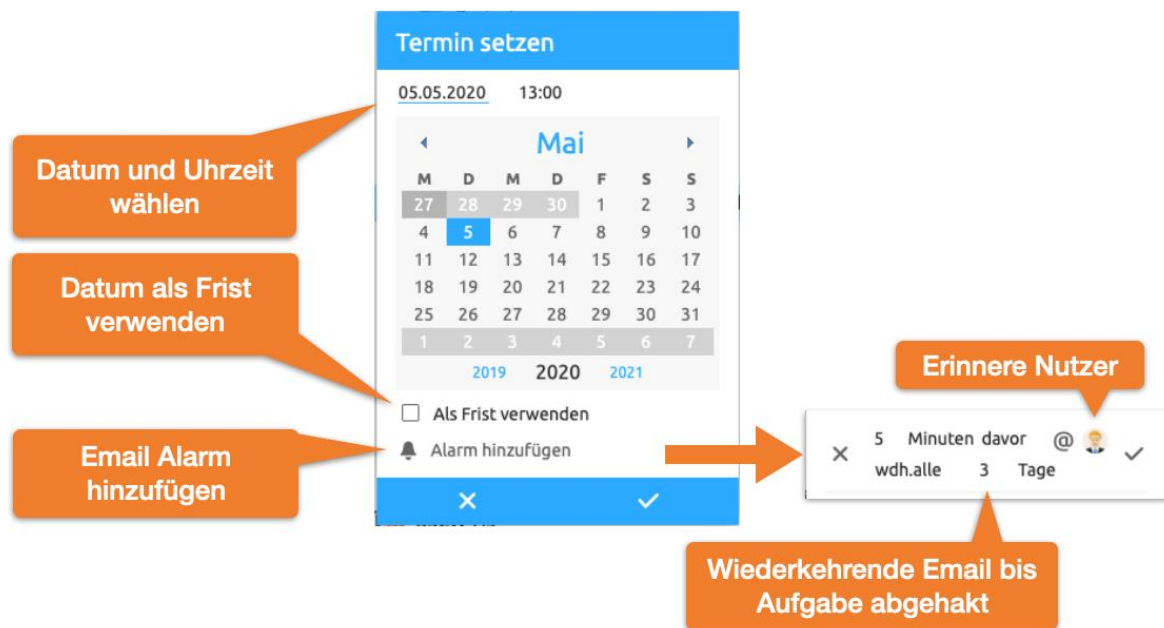 Termin setzen
05.05.2020 13:00
Mai
M D M D F S S
27 28 29 30 1 2 3
4 5 6 7 8 9 10
11 12 13 14 15 16 17
18 19 20 21 22 23 24
25 26 27 28 29 30 31
1 2 3 4 5 6 7
2019 2020 2021
Als Frist verwenden
Alarm hinzufügen
Datum und Uhrzeit
wählen
Datum als Frist
verwenden
Email Alarm
hinzufügen
Erinnere Nutzer
5 Minuten davor @
wdh.alle 3 Tage
Wiederkehrende Email bis
Aufgabe abgehakt